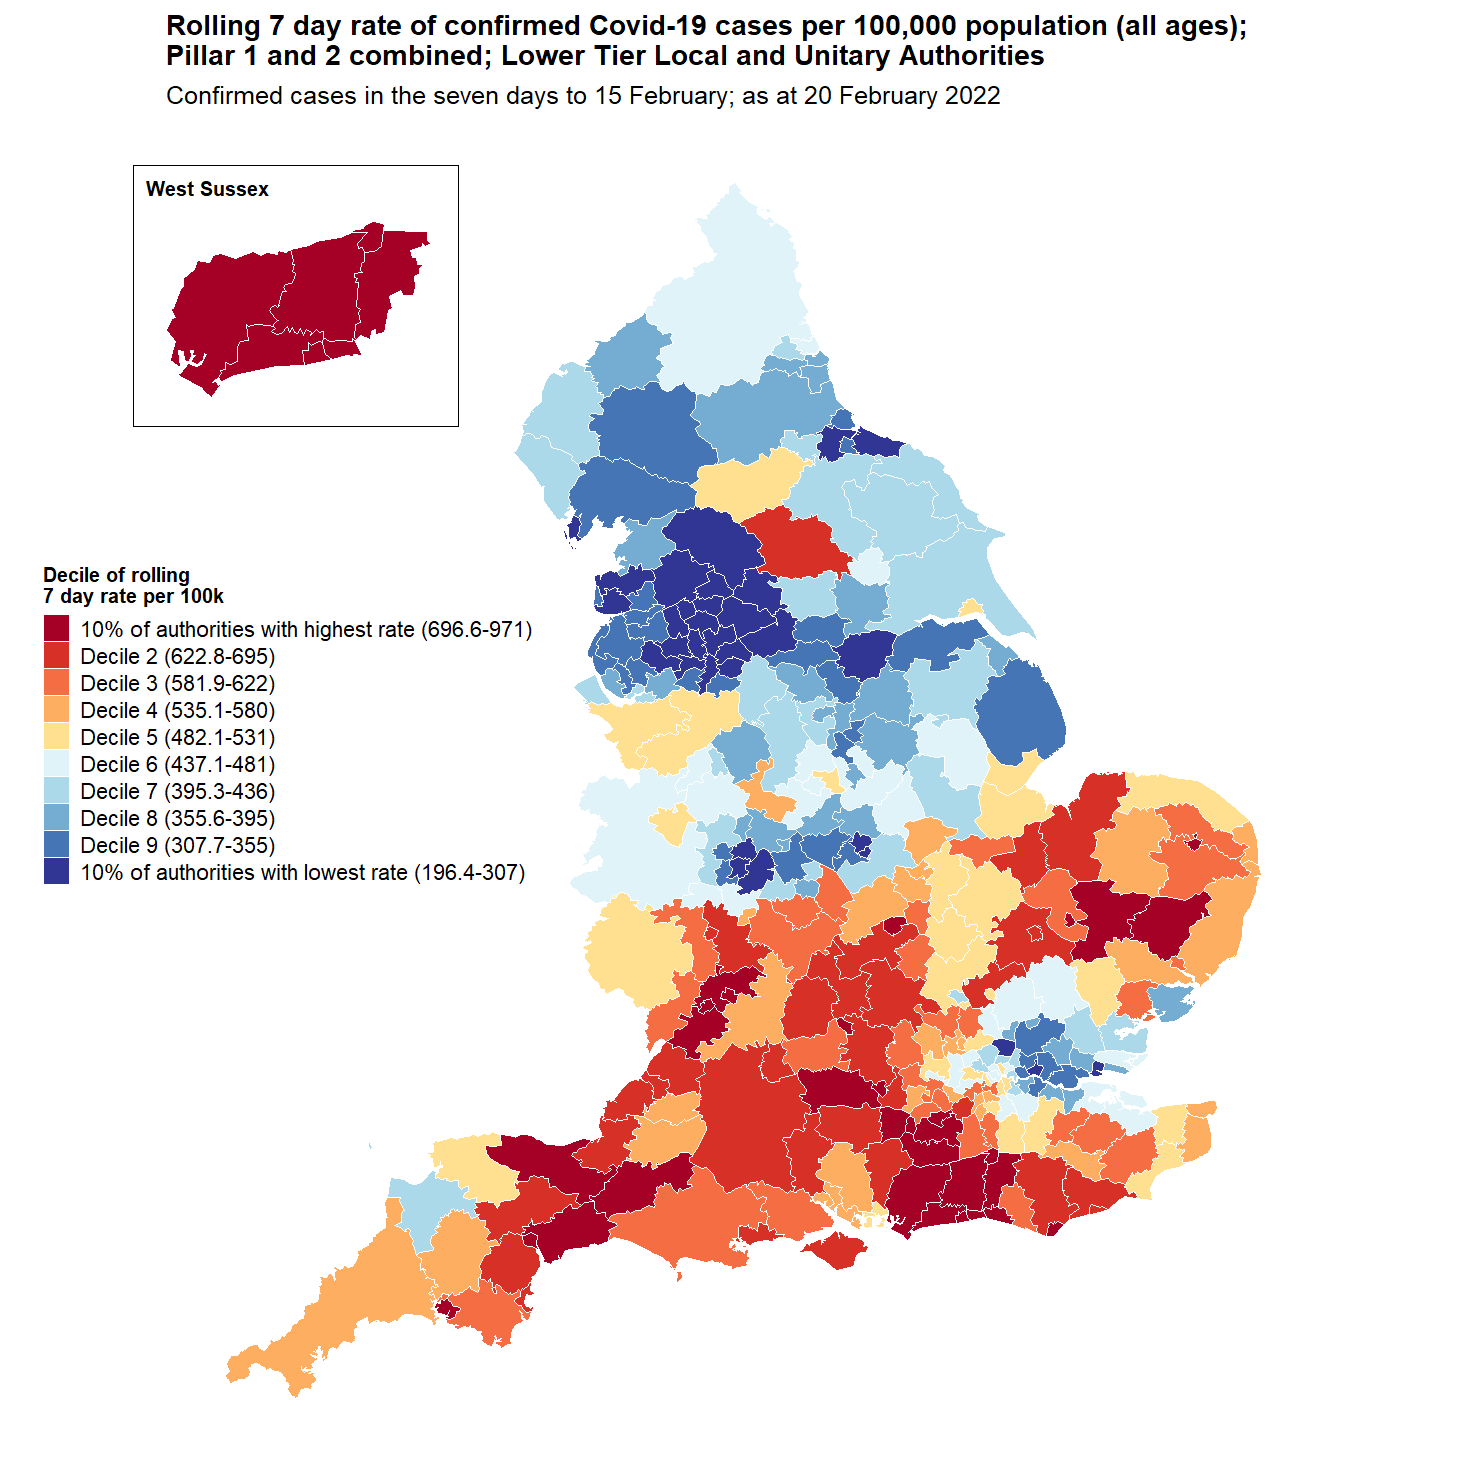 Rolling 7 day rate of confirmed Covid-19 cases per 100,000 population (all ages);
Pillar 1 and 2 combined; Lower Tier Local and Unitary Authorities
Confirmed cases in the seven days to 15 February; as at 20 February 2022
West Sussex
Decile of rolling
7 day rate per 100k
10% of authorities with highest rate (696.6-971)
Decile 2 (622.8-695)
Decile 3 (581.9-622)
Decile 4 (535.1-580)
Decile 5 (482.1-531)
Decile 6 (437.1-481)
Decile 7 (395.3-436)
Decile 8 (355.6-395)
Decile 9 (307.7-355)
10% of authorities with lowest rate (196.4-307)